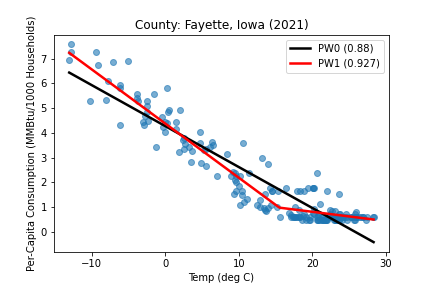 County: Fayette, Iowa (2021)
PW0 (0.88)
PW1 (0.927)
Per-Capita Consumption (MMBtu/1000 Households)
7
6
5
4
3
2
1
0
−10
0
10
20
30
Temp (deg C)